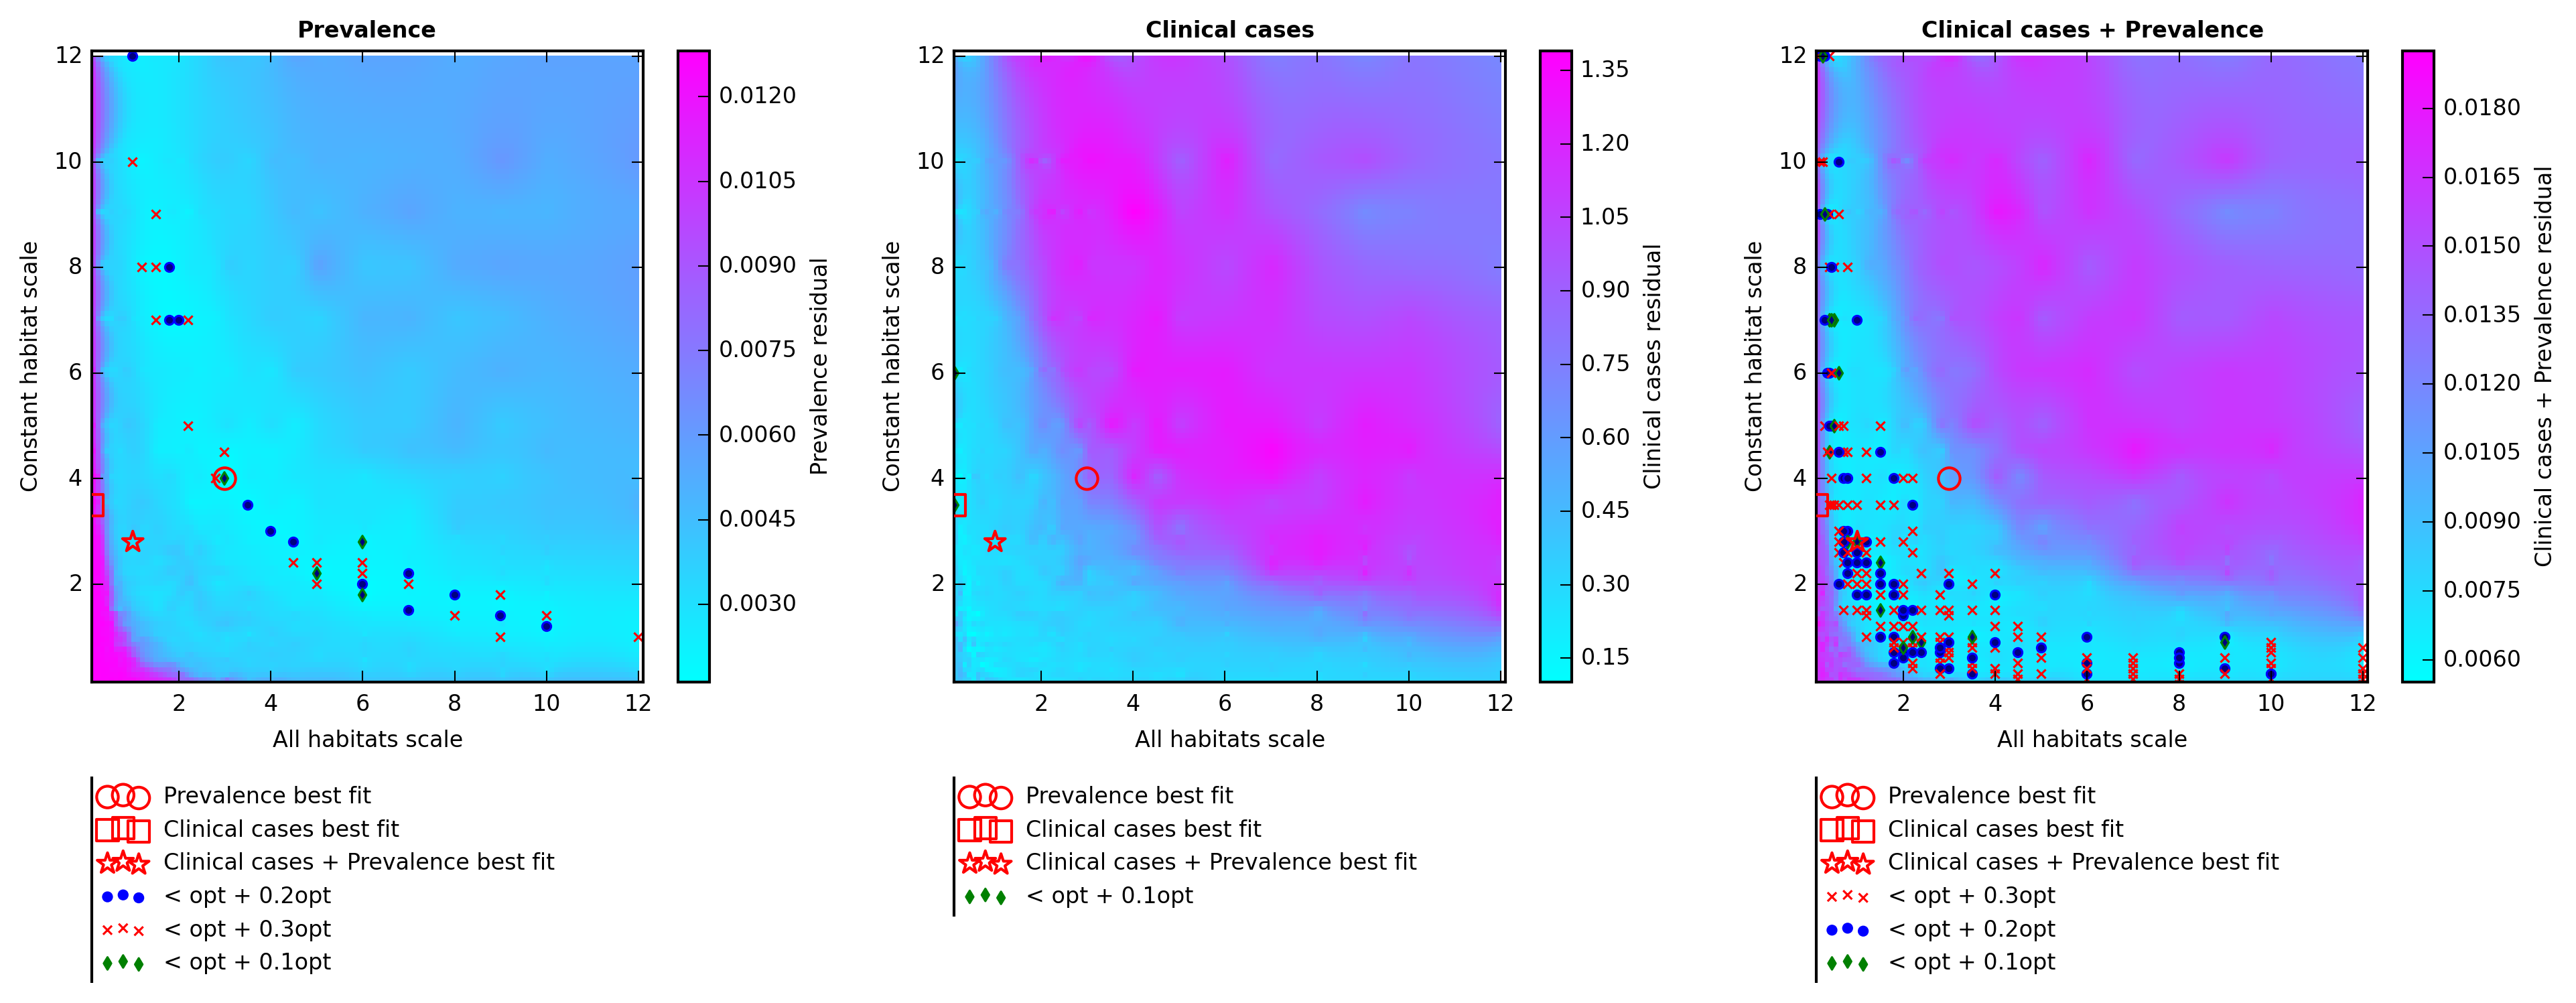 Prevalence
Constant habitat scale
12
10
8
6
4
2
2 4 6 8 10 12
All habitats scale
0.0120
0.0105
0.0090
0.0075
0.0060
0.0045
0.0030
Prevalence residual
Prevalence best fit
Clinical cases best fit
Clinical cases + Prevalence best fit
< opt + 0.2opt
< opt + 0.3opt
< opt + 0.1opt
Clinical cases
Constant habitat scale
12
10
8
6
4
2
2 4 6 8 10 12
All habitats scale
1.35
1.20
1.05
0.90
0.75
0.60
0.45
0.30
0.15
Clinical cases residual
Prevalence best fit
Clinical cases best fit
Clinical cases + Prevalence best fit
< opt + 0.1opt
Clinical cases + Prevalence
Constant habitat scale
12
10
8
6
4
2
2 4 6 8 10 12
All habitats scale
0.0180
0.0165
0.0150
0.0135
0.0120
0.0105
0.0090
0.0075
0.0060
Clinical cases + Prevalence residual
Prevalence best fit
Clinical cases best fit
Clinical cases + Prevalence best fit
< opt + 0.3opt
< opt + 0.2opt
< opt + 0.1opt